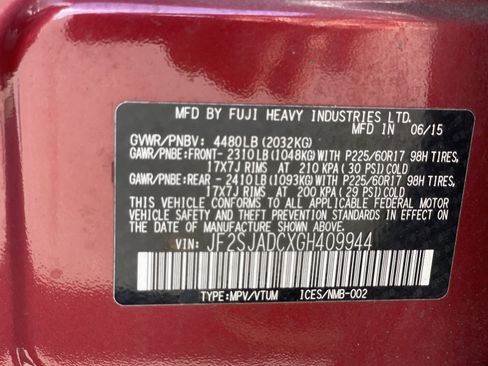 MFD BY FUJI HEAVY INDUSTRIES LTD.
MFD IN 06/15
GVWR/PNBV: 4480LB (2032KG)
GAWR/PNBE:FRONT-2310LB(1048KG)WITH P225/60R17 98H TIRES,
17X7J RIMS AT 210 KPA( 30 PSI)COLD
GAWR/PNBE:REAR -2410LB(1093KG)WITH P225/60R17 98H TIRES,
17X7J RIMS AT 200 KPA( 29 PSI)COLD
THIS VEHICLE CONFORMS TO ALL APPLICABLE FEDERAL MOTOR
VEHICLE SAFETY AND THEFT PREVENTION STANDARDS IN EFFECT ON
THE DATE OF MANUFACTURE SHOWN ABOVE.
VIN: JF2SJADCXGH409944
TYPE:MPV/VTUM ICES/NMB-002